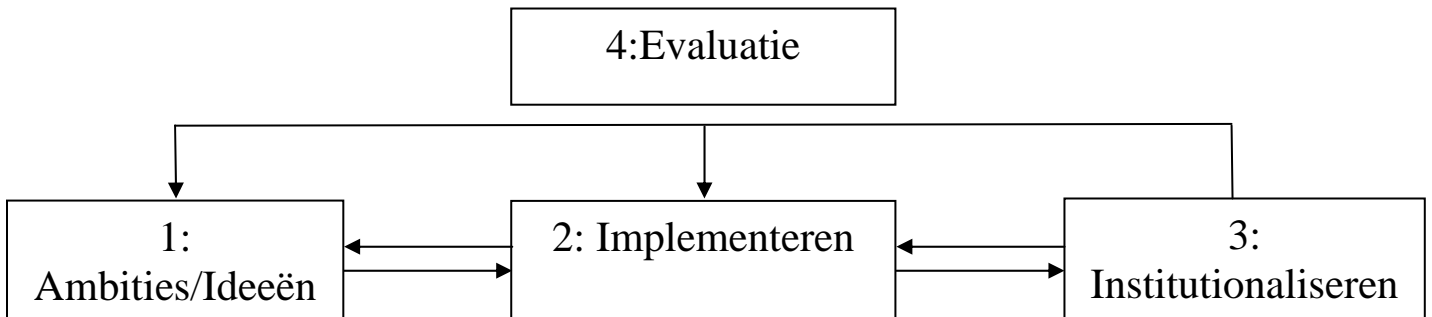 4:Evaluatie
1:
Ambities/Ideeën
2: Implementeren
3:
Institutionaliseren